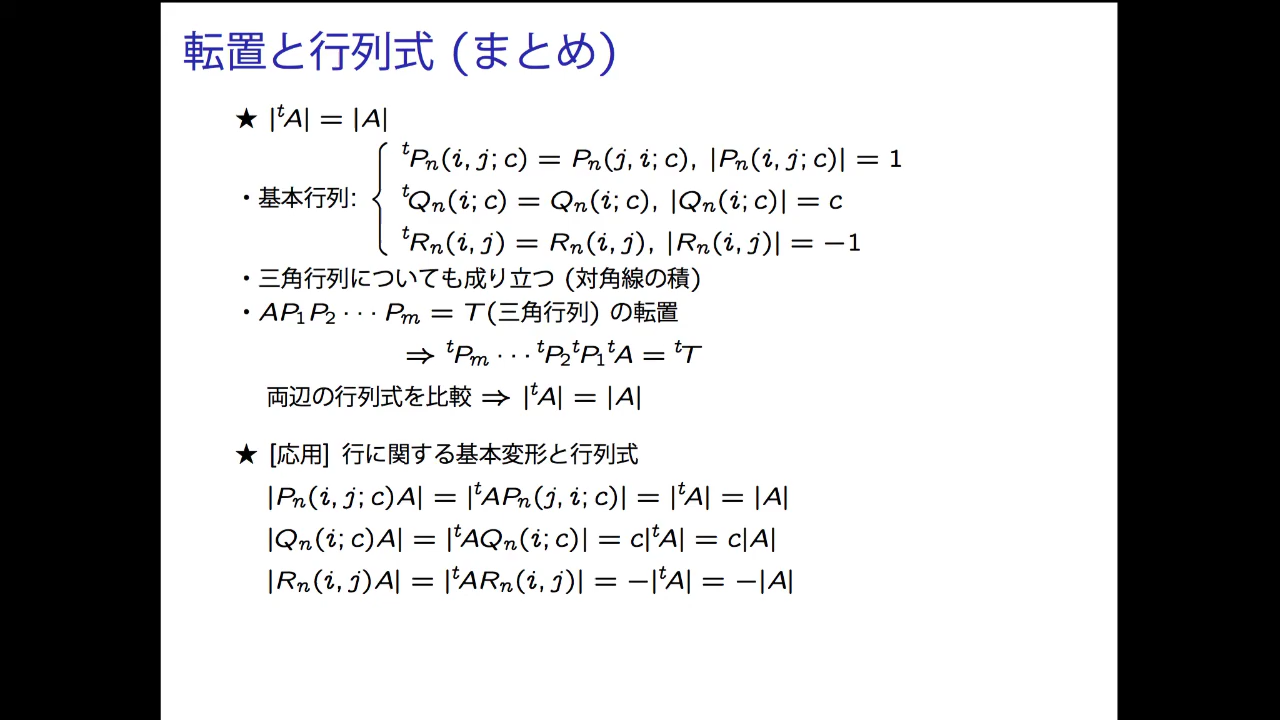 転置と行列式 (まとめ)
★ |ᵗA| = |A|
・基本行列: { ᵗPₙ(i, j; c) = Pₙ(j, i; c), |Pₙ(i, j; c)| = 1
ᵗQₙ(i; c) = Qₙ(i; c), |Qₙ(i; c)| = c
ᵗRₙ(i, j) = Rₙ(i, j), |Rₙ(i, j)| = −1
・三角行列についても成り立つ (対角線の積)
・AP₁P₂ ··· Pₘ = T(三角行列) の転置
⇒ ᵗPₘ ··· ᵗP₂ᵗP₁ᵗA = ᵗT
両辺の行列式を比較 ⇒ |ᵗA| = |A|
★ [応用] 行に関する基本変形と行列式
|Pₙ(i, j; c)A| = |ᵗAPₙ(j, i; c)| = |ᵗA| = |A|
|Qₙ(i; c)A| = |ᵗAQₙ(i; c)| = c|ᵗA| = c|A|
|Rₙ(i, j)A| = |ᵗARₙ(i, j)| = −|ᵗA| = −|A|